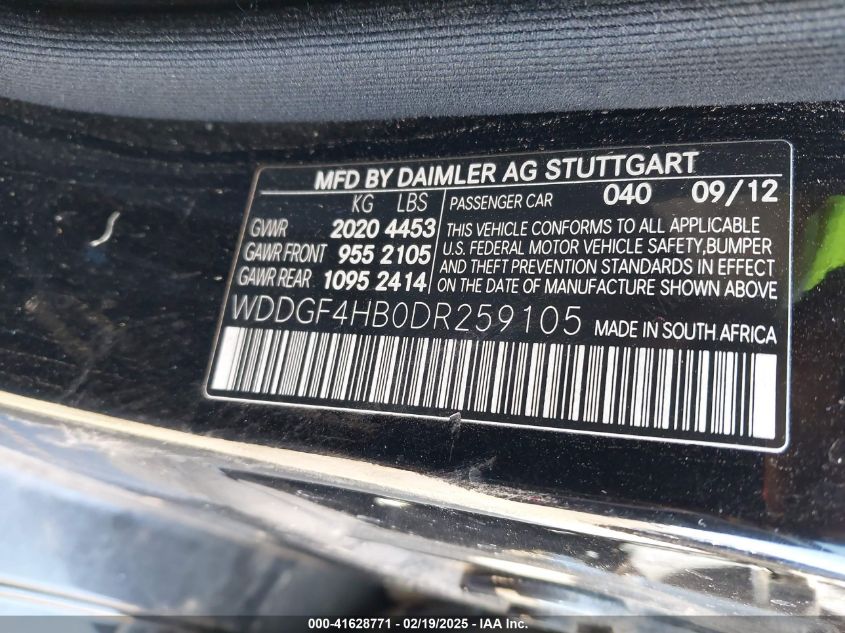 MFD BY DAIMLER AG STUTTGART
KG LBS
GVWR 2020 4453
GAWR FRONT 955 2105
GAWR REAR 1095 2414
PASSENGER CAR 040 09/12
THIS VEHICLE CONFORMS TO ALL APPLICABLE
U.S. FEDERAL MOTOR VEHICLE SAFETY,BUMPER
AND THEFT PREVENTION STANDARDS IN EFFECT
ON THE DATE OF MANUFACTURE SHOWN ABOVE.
WDDGF4HB0DR259105 MADE IN SOUTH AFRICA
000-41628771 - 02/19/2025 - IAA Inc.